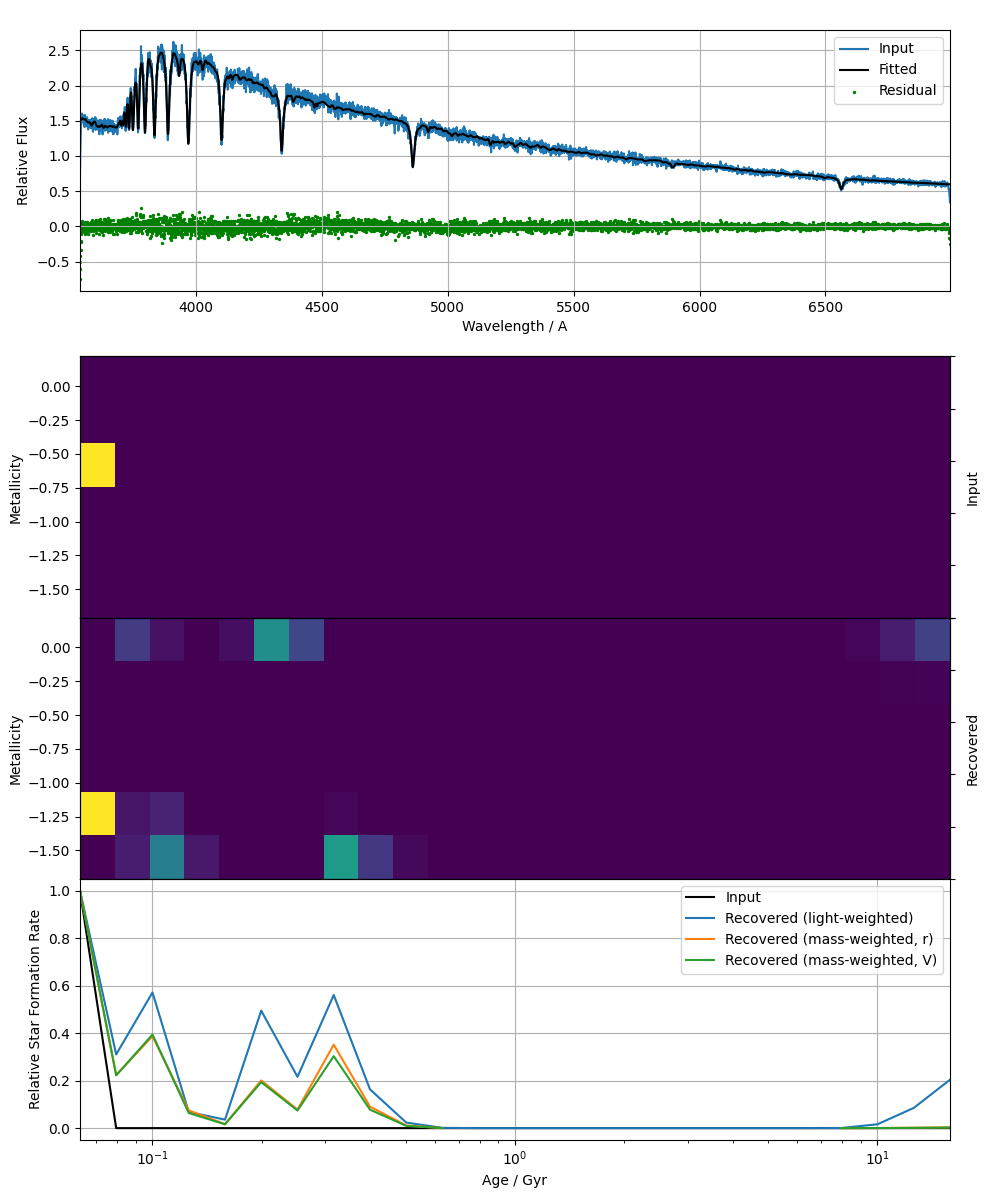 2.5
2.0
1.5
1.0
0.5
0.0
−0.5
Relative Flux
Input
Fitted
Residual
4000
4500
5000
5500
6000
6500
Wavelength / A
0.00
−0.25
−0.50
−0.75
−1.00
−1.25
−1.50
Metallicity
Input
0.00
−0.25
−0.50
−0.75
−1.00
−1.25
−1.50
Metallicity
Recovered
1.0
0.8
0.6
0.4
0.2
0.0
Relative Star Formation Rate
Input
Recovered (light-weighted)
Recovered (mass-weighted, r)
Recovered (mass-weighted, V)
10⁻¹
10⁰
10¹
Age / Gyr